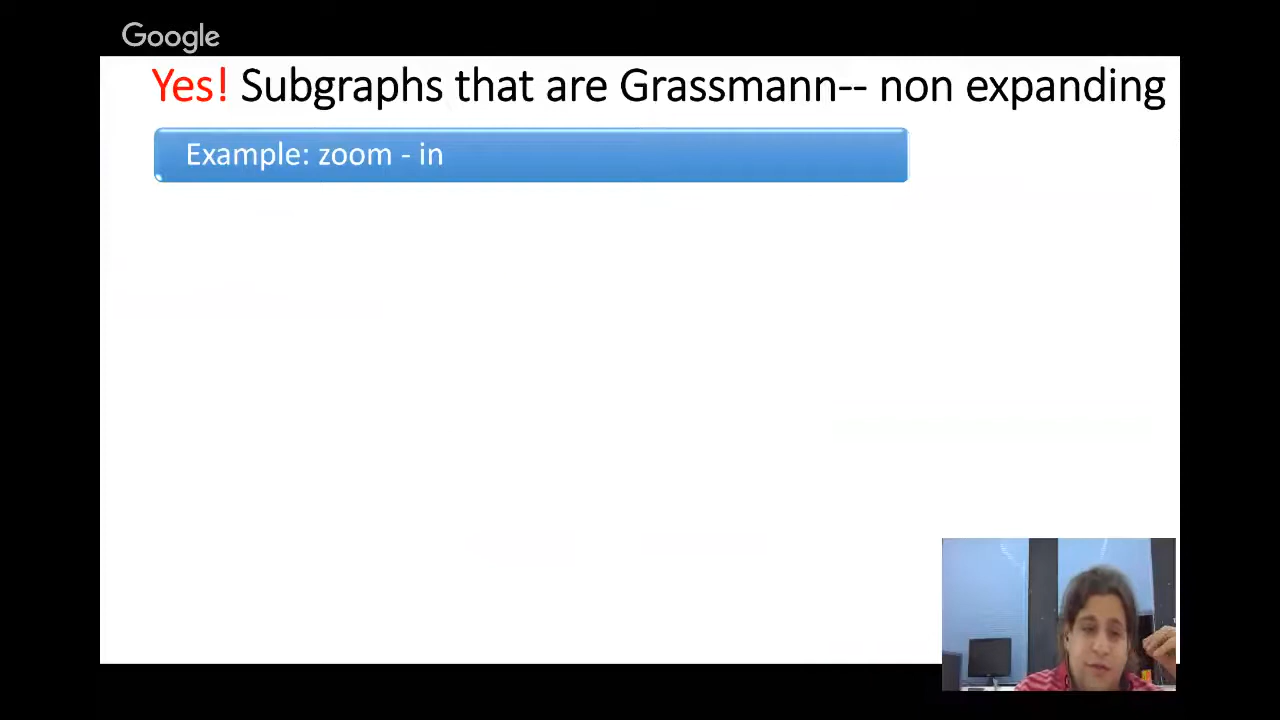 Google
Yes! Subgraphs that are Grassmann-- non expanding
Example: zoom - in